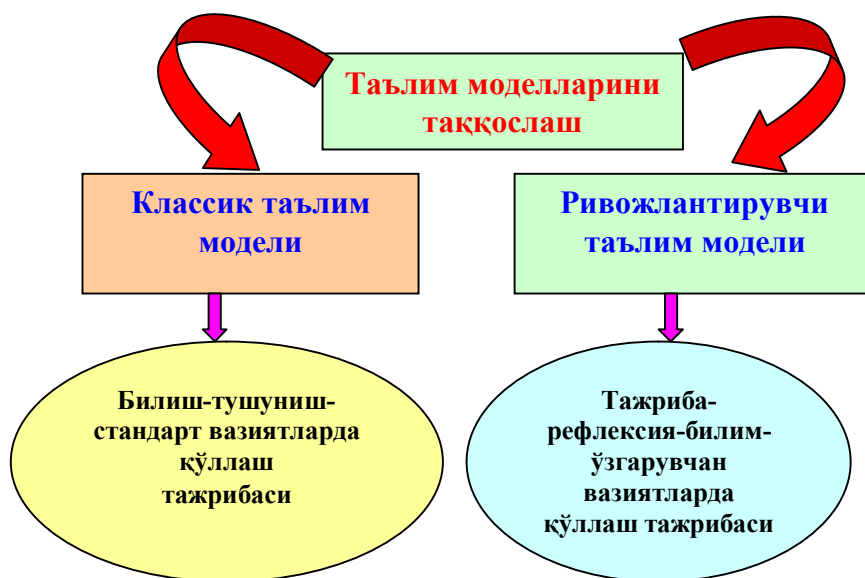 Таълим моделларини
таққослаш
Классик таълим
модели
Ривожлантирувчи
таълим модели
Билиш-тушуниш-
стандарт вазиятларда
қўллаш
тажрибаси
Тажриба-
рефлексия-билим-
ўзгарувчан
вазиятларда
қўллаш тажрибаси